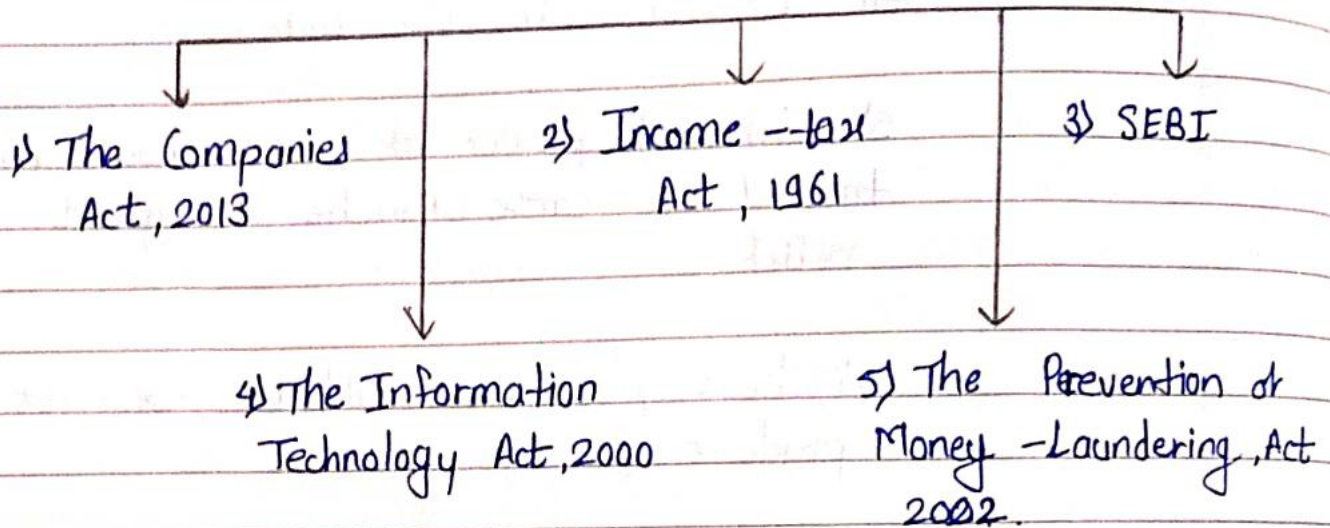 1) The Companies
Act, 2013
2) Income -tax
Act, 1961
3) SEBI
4) The Information
Technology Act, 2000
5) The Prevention of
Money -Laundering, Act
2002.